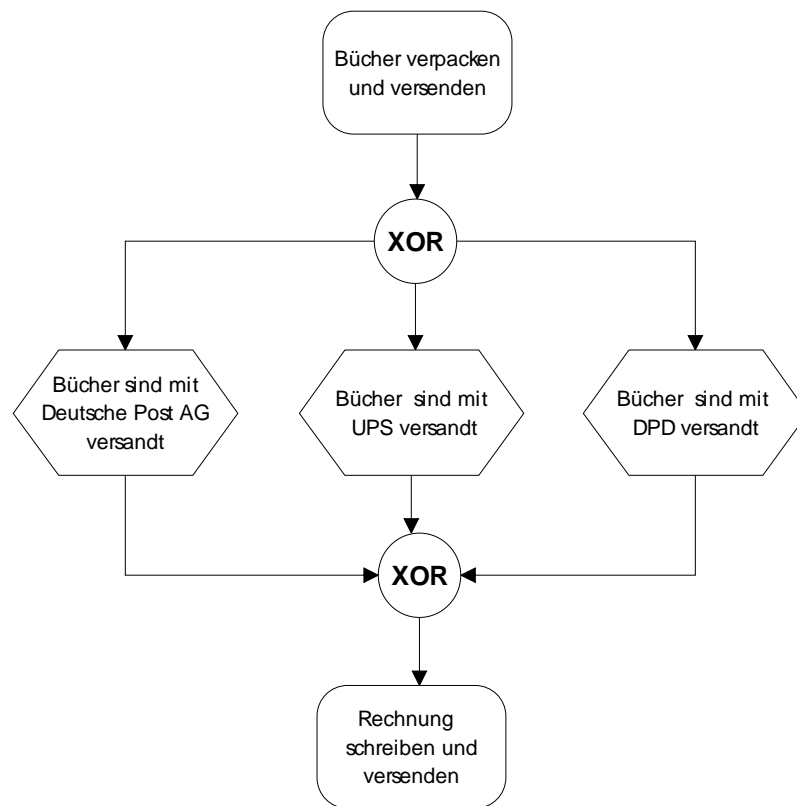 Bücher verpacken
und versenden
XOR
Bücher sind mit
Deutsche Post AG
versandt
Bücher sind mit
UPS versandt
Bücher sind mit
DPD versandt
XOR
Rechnung
schreiben und
versenden